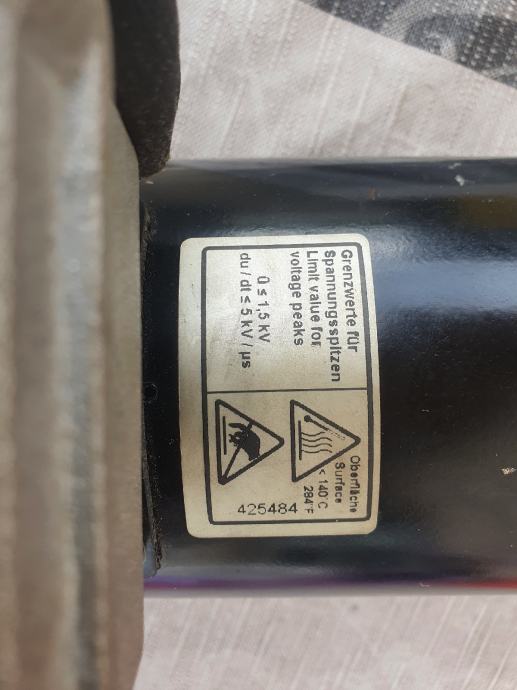 Grenzwerte für
Spannungsspitzen
Limit value for
voltage peaks
Û ≤ 1,5 kV
du / dt ≤ 5 kV / µs
Oberfläche
Surface
< 140°C
284°F
425484